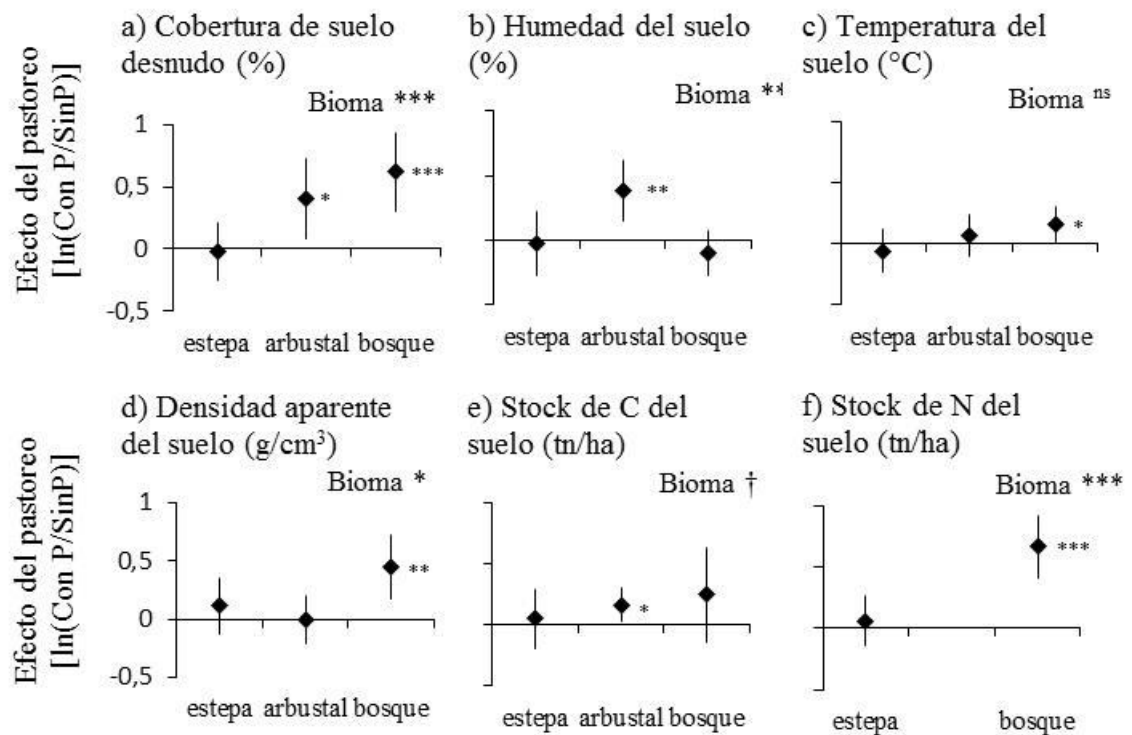 a) Cobertura de suelo
desnudo (%)
Bioma ***
b) Humedad del suelo
(%)
Bioma **
c) Temperatura del
suelo (°C)
Bioma ns
Efecto del pastoreo
[ln(Con P/SinP)]
1
0,5
0
-0,5
*
***
**
*
estepa arbustal bosque
estepa arbustal bosque
estepa arbustal bosque
d) Densidad aparente
del suelo (g/cm³)
Bioma *
e) Stock de C del
suelo (tn/ha)
Bioma †
f) Stock de N del
suelo (tn/ha)
Bioma ***
Efecto del pastoreo
[ln(Con P/SinP)]
1
0,5
0
-0,5
**
*
***
estepa arbustal bosque
estepa arbustal bosque
estepa bosque